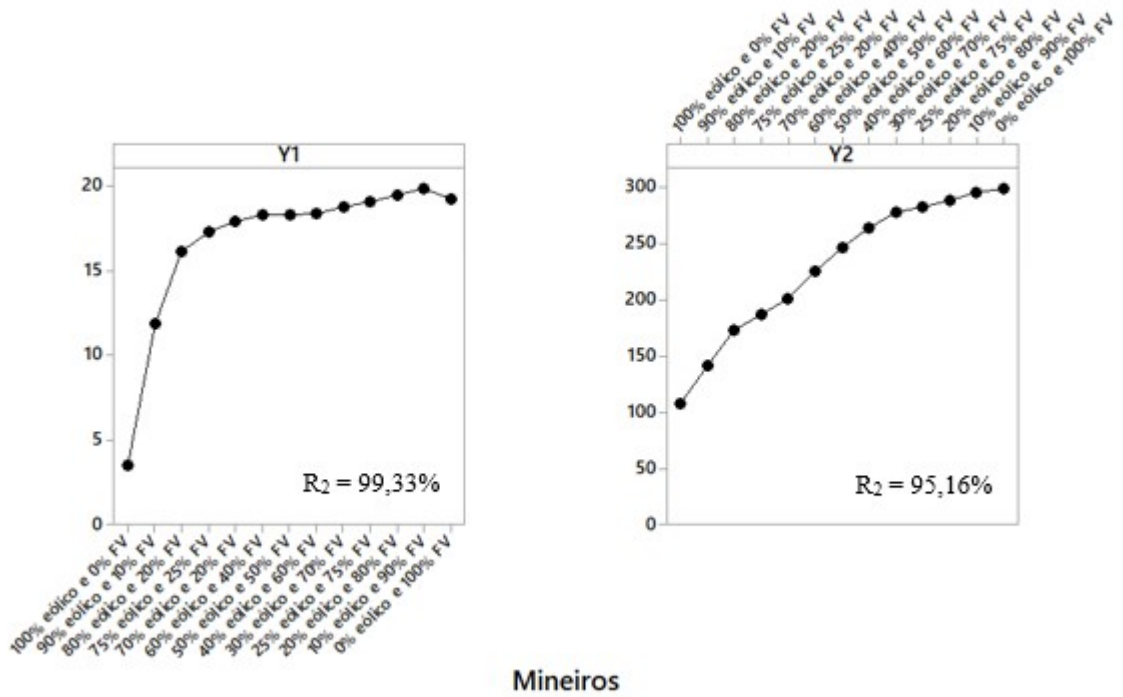 Y1
20
15
10
5
0
R₂ = 99,33%
100% eólico e 0% FV
90% eólico e 10% FV
80% eólico e 20% FV
75% eólico e 25% FV
70% eólico e 20% FV
60% eólico e 40% FV
50% eólico e 50% FV
40% eólico e 60% FV
30% eólico e 70% FV
25% eólico e 75% FV
20% eólico e 80% FV
10% eólico e 90% FV
0% eólico e 100% FV
100% eólico e 0% FV
90% eólico e 10% FV
80% eólico e 20% FV
75% eólico e 25% FV
70% eólico e 20% FV
60% eólico e 40% FV
50% eólico e 50% FV
40% eólico e 60% FV
30% eólico e 70% FV
25% eólico e 75% FV
20% eólico e 80% FV
10% eólico e 90% FV
0% eólico e 100% FV
Y2
300
250
200
150
100
50
0
R₂ = 95,16%
Mineiros